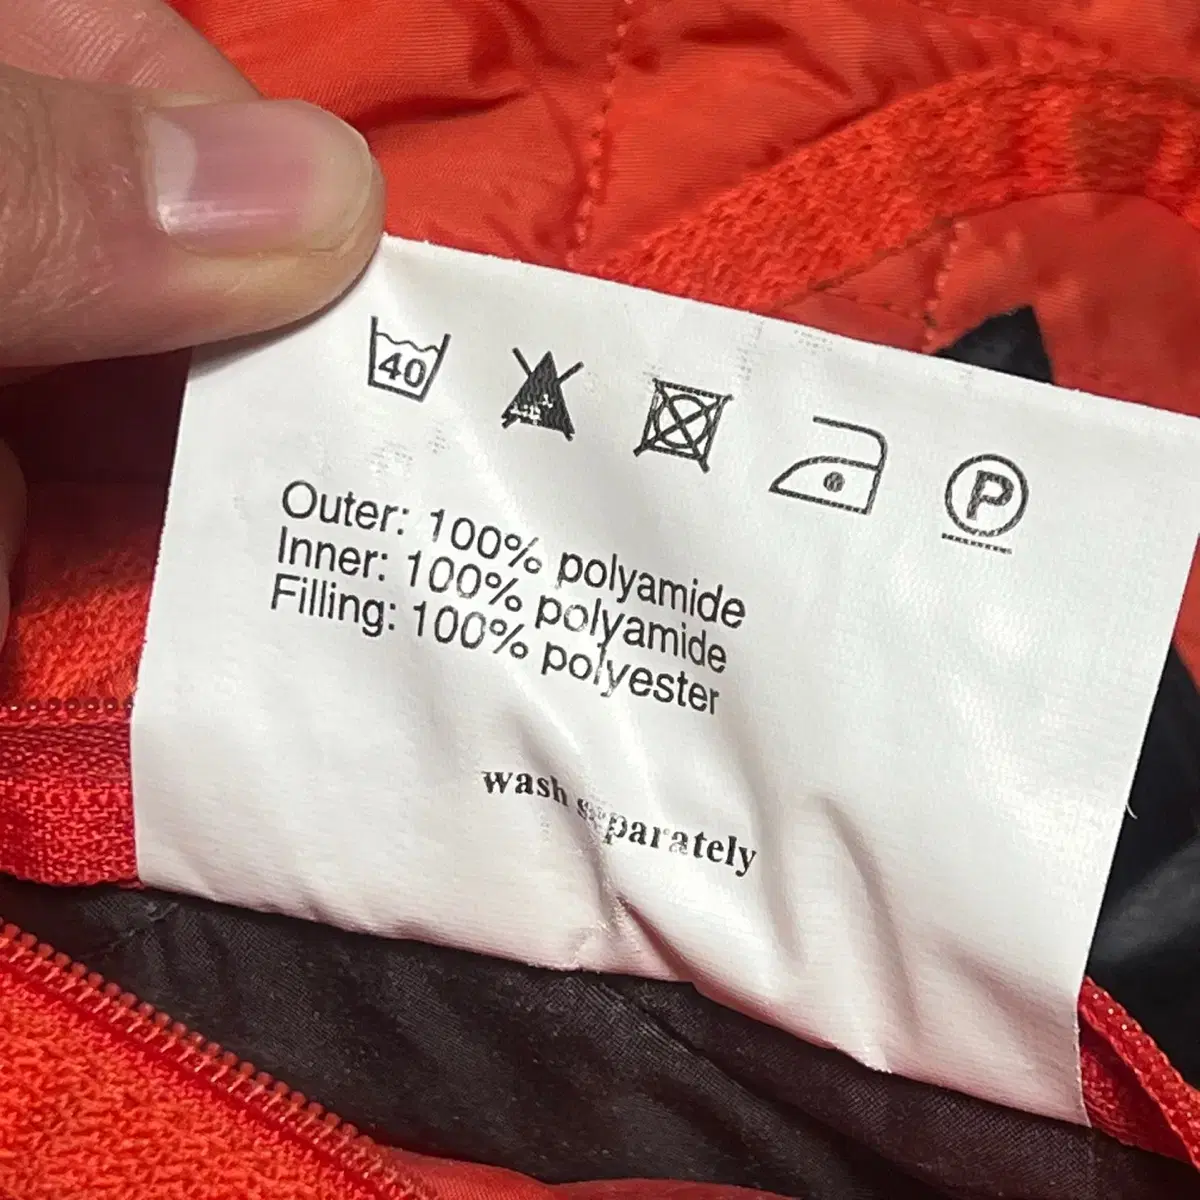 40
P
Outer: 100% polyamide
Inner: 100% polyamide
Filling: 100% polyester
wash separately